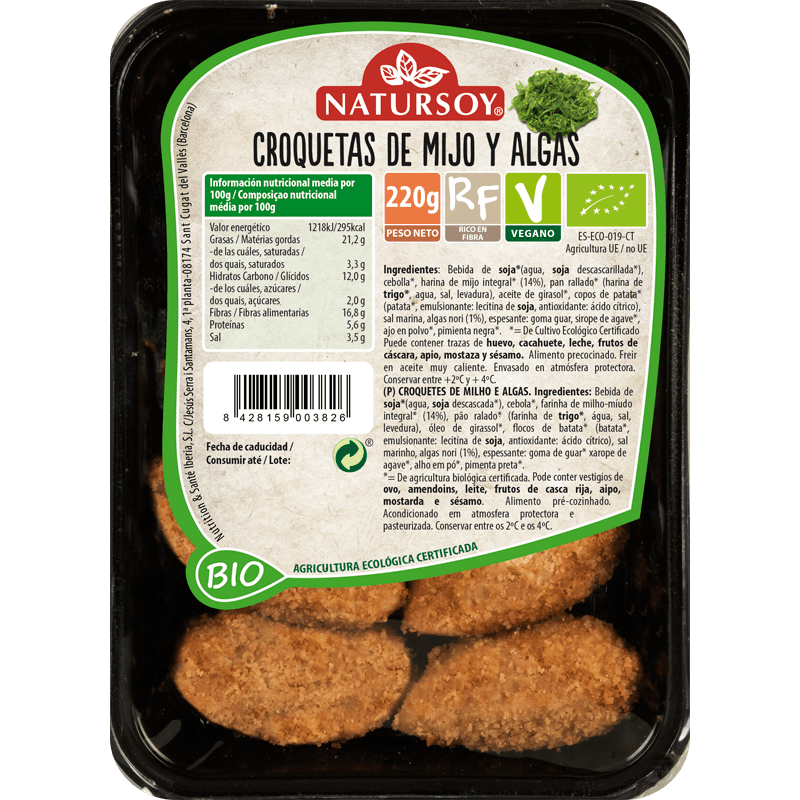 NATURSOY®
CROQUETAS DE MIJO Y ALGAS
Información nutricional media por
100g / Composiçao nutricional
média por 100g
Valor energético 1218kJ/295kcal
Grasas / Matérias gordas 21,2 g
-de las cuáles, saturadas /
dos quais, saturados 3,3 g
Hidratos Carbono / Glícidos 12,0 g
-de los cuáles, azúcares /
dos quais, açúcares 2,0 g
Fibras / Fibras alimentarias 16,8 g
Proteínas 5,6 g
Sal 3,5 g
220g
PESO NETO
RF
RICO EN
FIBRA
V
VEGANO
ES-ECO-019-CT
Agricultura UE / no UE
Ingredientes: Bebida de soja*(agua, soja descascarillada*),
cebolla*, harina de mijo integral* (14%), pan rallado* (harina de
trigo*, agua, sal, levadura), aceite de girasol*, copos de patata*
(patata*, emulsionante: lecitina de soja, antioxidante: ácido cítrico),
sal marina, algas nori (1%), espesante: goma guar, sirope de agave*,
ajo en polvo*, pimienta negra*. *= De Cultivo Ecológico Certificado
Puede contener trazas de huevo, cacahuete, leche, frutos de
cáscara, apio, mostaza y sésamo. Alimento precocinado. Freír
en aceite muy caliente. Envasado en atmósfera protectora.
Conservar entre +2ºC y + 4ºC.
(P) CROQUETES DE MILHO E ALGAS. Ingredientes: Bebida de
soja*(agua, soja descascada*), cebola*, farinha de milho-míudo
integral* (14%), pão ralado* (farinha de trigo*, água, sal,
levedura), óleo de girassol*, flocos de batata* (batata*,
emulsionante: lecitina de soja, antioxidante: ácido cítrico), sal
marinho, algas nori (1%), espessante: goma de guar* xarope de
agave*, alho em pó*, pimenta preta*.
*= De agricultura biológica certificada. Pode conter vestigios de
ovo, amendoins, leite, frutos de casca rija, aipo,
mostarda e sésamo. Alimento pré-cozinhado.
Acondicionado em atmosfera protectora e
pasteurizada. Conservar entre os 2ºC e os 4ºC.
8 428159 003826
Fecha de caducidad /
Consumir até / Lote:
®
Nutrition & Santé Iberia, S.L. C/Jesús Serra i Santamans, 4, 1ª planta-08174 Sant Cugat del Vallès (Barcelona)
BIO
AGRICULTURA ECOLÓGICA CERTIFICADA